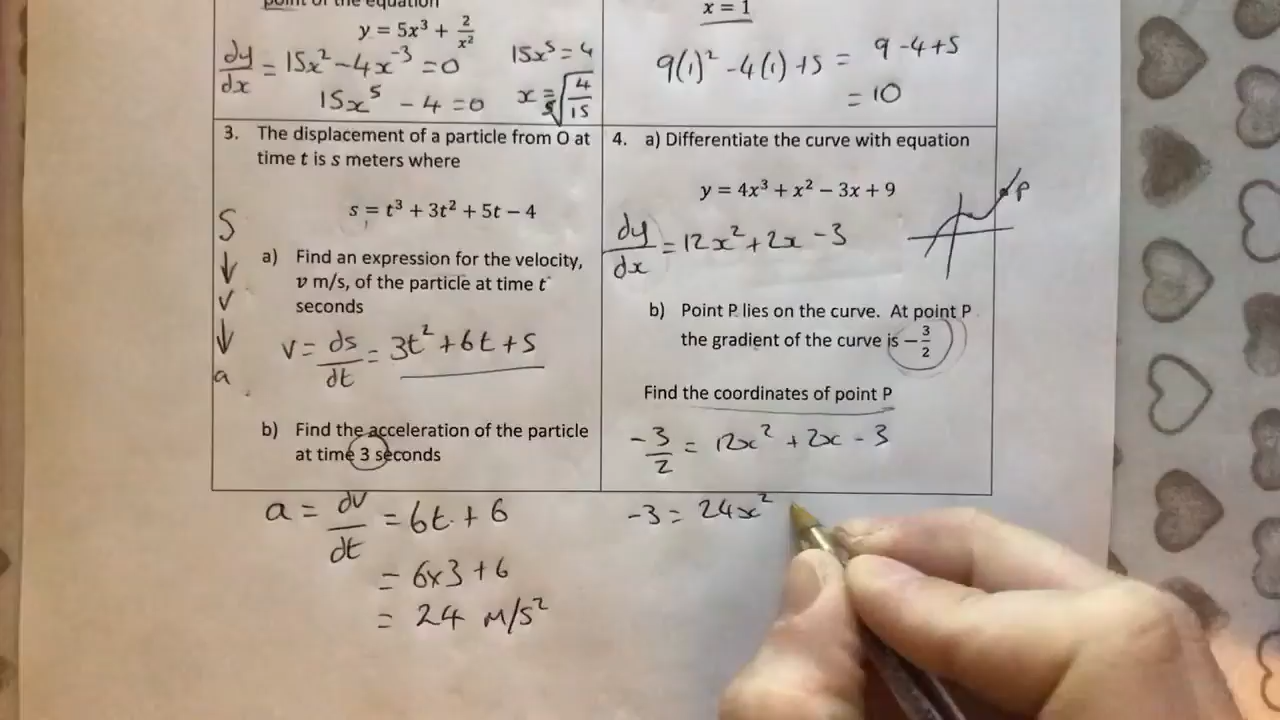 point of the equation
y = 5x³ + 2/x²
dy/dx = 15x² - 4x⁻³ = 0
15x⁵ - 4 = 0
15x⁵ = 4
x = ⁵√(4/15)
x = 1
9(1)² - 4(1) + 5 = 9 - 4 + 5
= 10
3. The displacement of a particle from O at
time t is s meters where
s = t³ + 3t² + 5t − 4
S
↓
v
↓
a
a) Find an expression for the velocity,
v m/s, of the particle at time t
seconds
v = ds/dt = 3t² + 6t + 5
b) Find the acceleration of the particle
at time 3 seconds
a = dv/dt = 6t + 6
= 6x3 + 6
= 24 m/s²
4. a) Differentiate the curve with equation
y = 4x³ + x² − 3x + 9
P
dy/dx = 12x² + 2x - 3
b) Point P lies on the curve. At point P
the gradient of the curve is −3/2
Find the coordinates of point P
-3/2 = 12x² + 2x - 3
-3 = 24x²